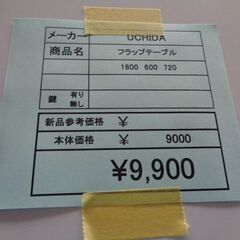 メーカー UCHIDA
商品名 フラップテーブル
1800 600 720
鍵 有り
無し
新品参考価格 ¥
本体価格 ¥ 9000
¥9,900